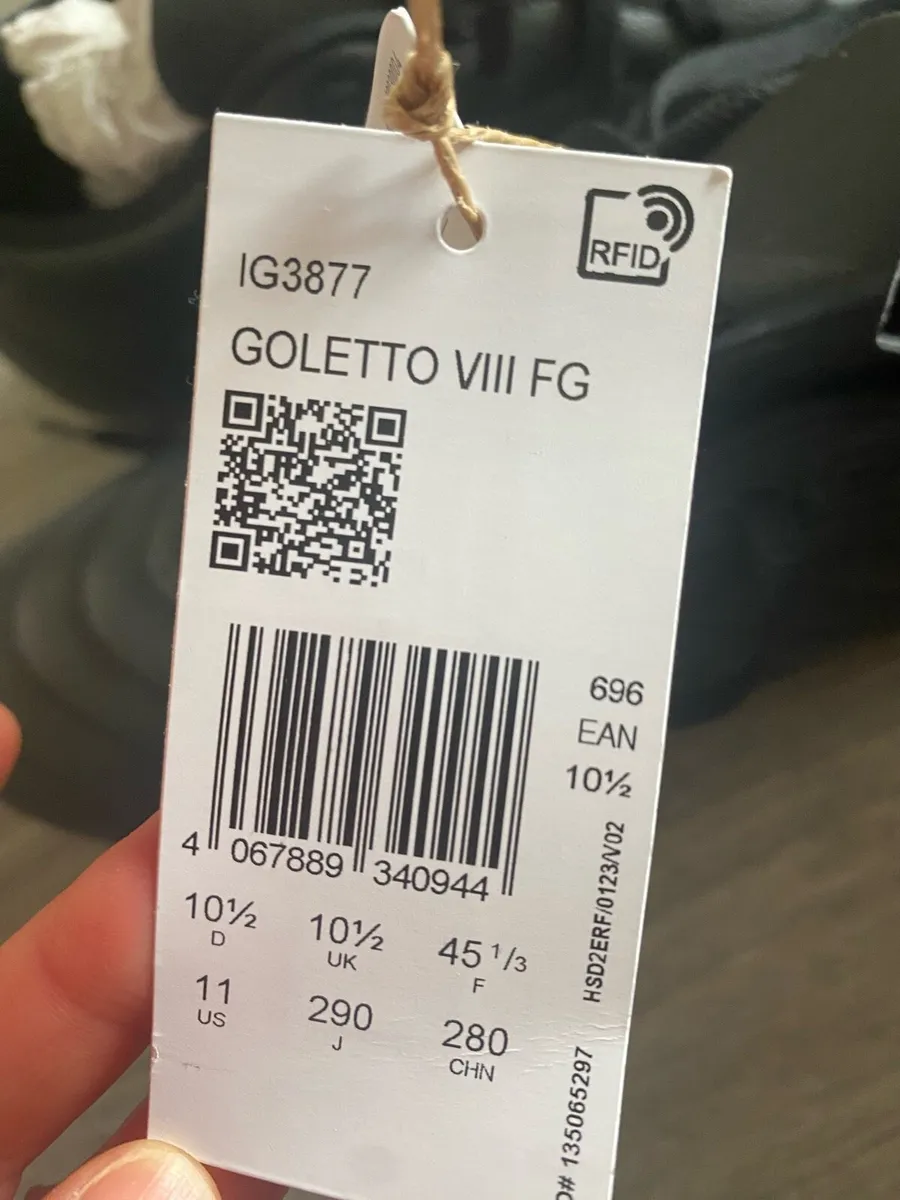 RFID
IG3877
GOLETTO VIII FG
696
EAN
10½
4 067889 340944
10½ 10½ 45 1/3
D UK F
11 290 280
US J CHN
HSD2ERF/0123/V02
# 135065297